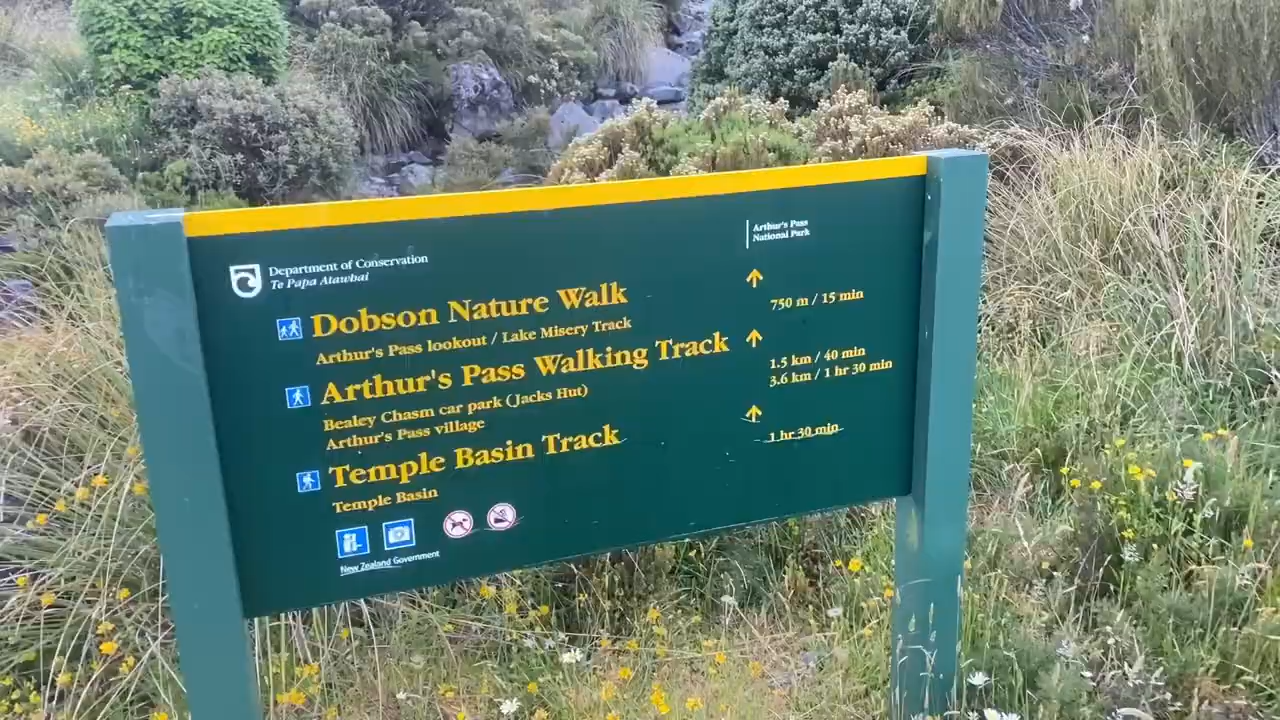 Department of Conservation
Te Papa Atawhai
Arthur's Pass
National Park
Dobson Nature Walk
Arthur's Pass lookout / Lake Misery Track
750 m / 15 min
Arthur's Pass Walking Track
Bealey Chasm car park (Jacks Hut)
1.5 km / 40 min
Arthur's Pass village
3.6 km / 1 hr 30 min
Temple Basin Track
Temple Basin
1 hr 30 min
New Zealand Government